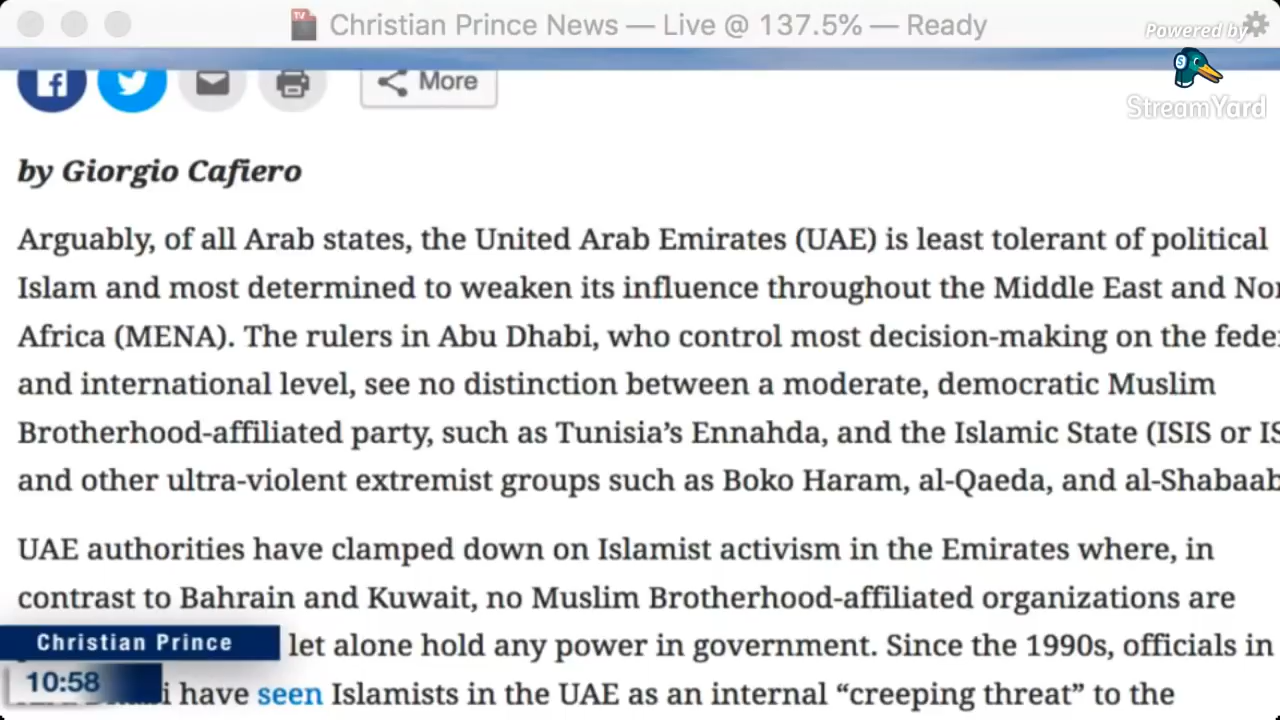 Christian Prince News — Live @ 137.5% — Ready
Powered by
StreamYard
More
by Giorgio Cafiero
Arguably, of all Arab states, the United Arab Emirates (UAE) is least tolerant of political
Islam and most determined to weaken its influence throughout the Middle East and
Africa (MENA). The rulers in Abu Dhabi, who control most decision-making on the
and international level, see no distinction between a moderate, democratic Muslim
Brotherhood-affiliated party, such as Tunisia’s Ennahda, and the Islamic State (ISIS or
and other ultra-violent extremist groups such as Boko Haram, al-Qaeda, and al-Shabaab
UAE authorities have clamped down on Islamist activism in the Emirates where, in
contrast to Bahrain and Kuwait, no Muslim Brotherhood-affiliated organizations are
let alone hold any power in government. Since the 1990s, officials in
have seen Islamists in the UAE as an internal “creeping threat” to the
Christian Prince
10:58